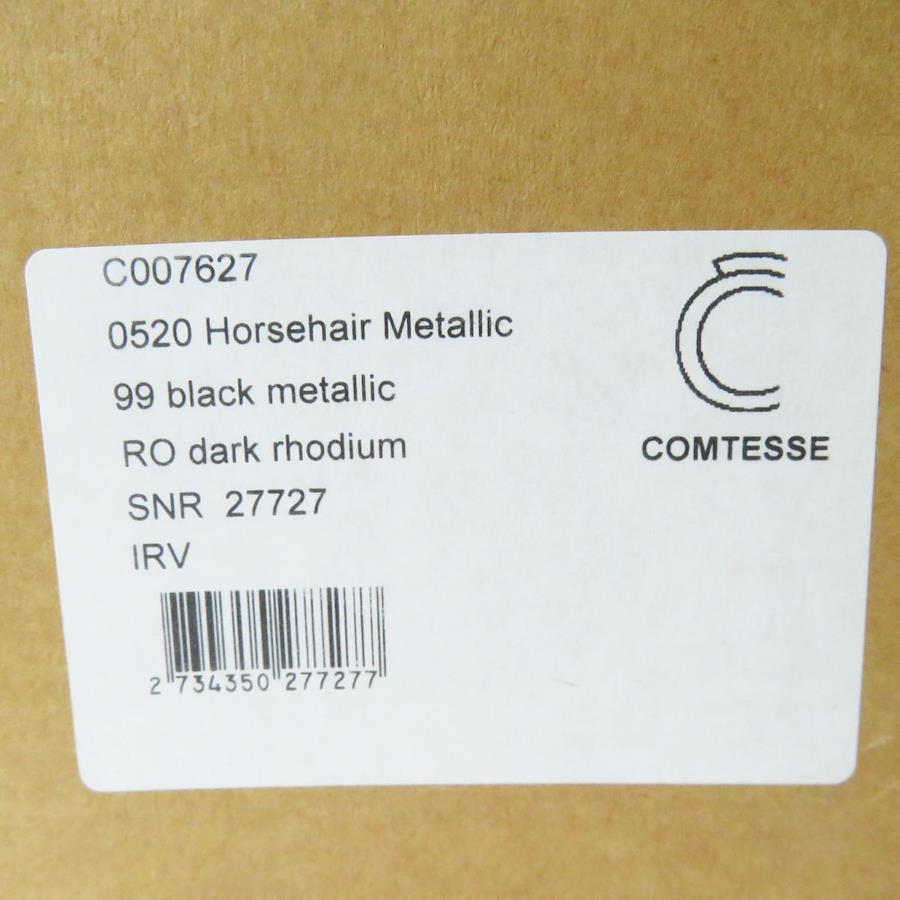 C007627
0520 Horsehair Metallic
99 black metallic
RO dark rhodium
SNR 27727
IRV
2 734350 277277
COMTESSE